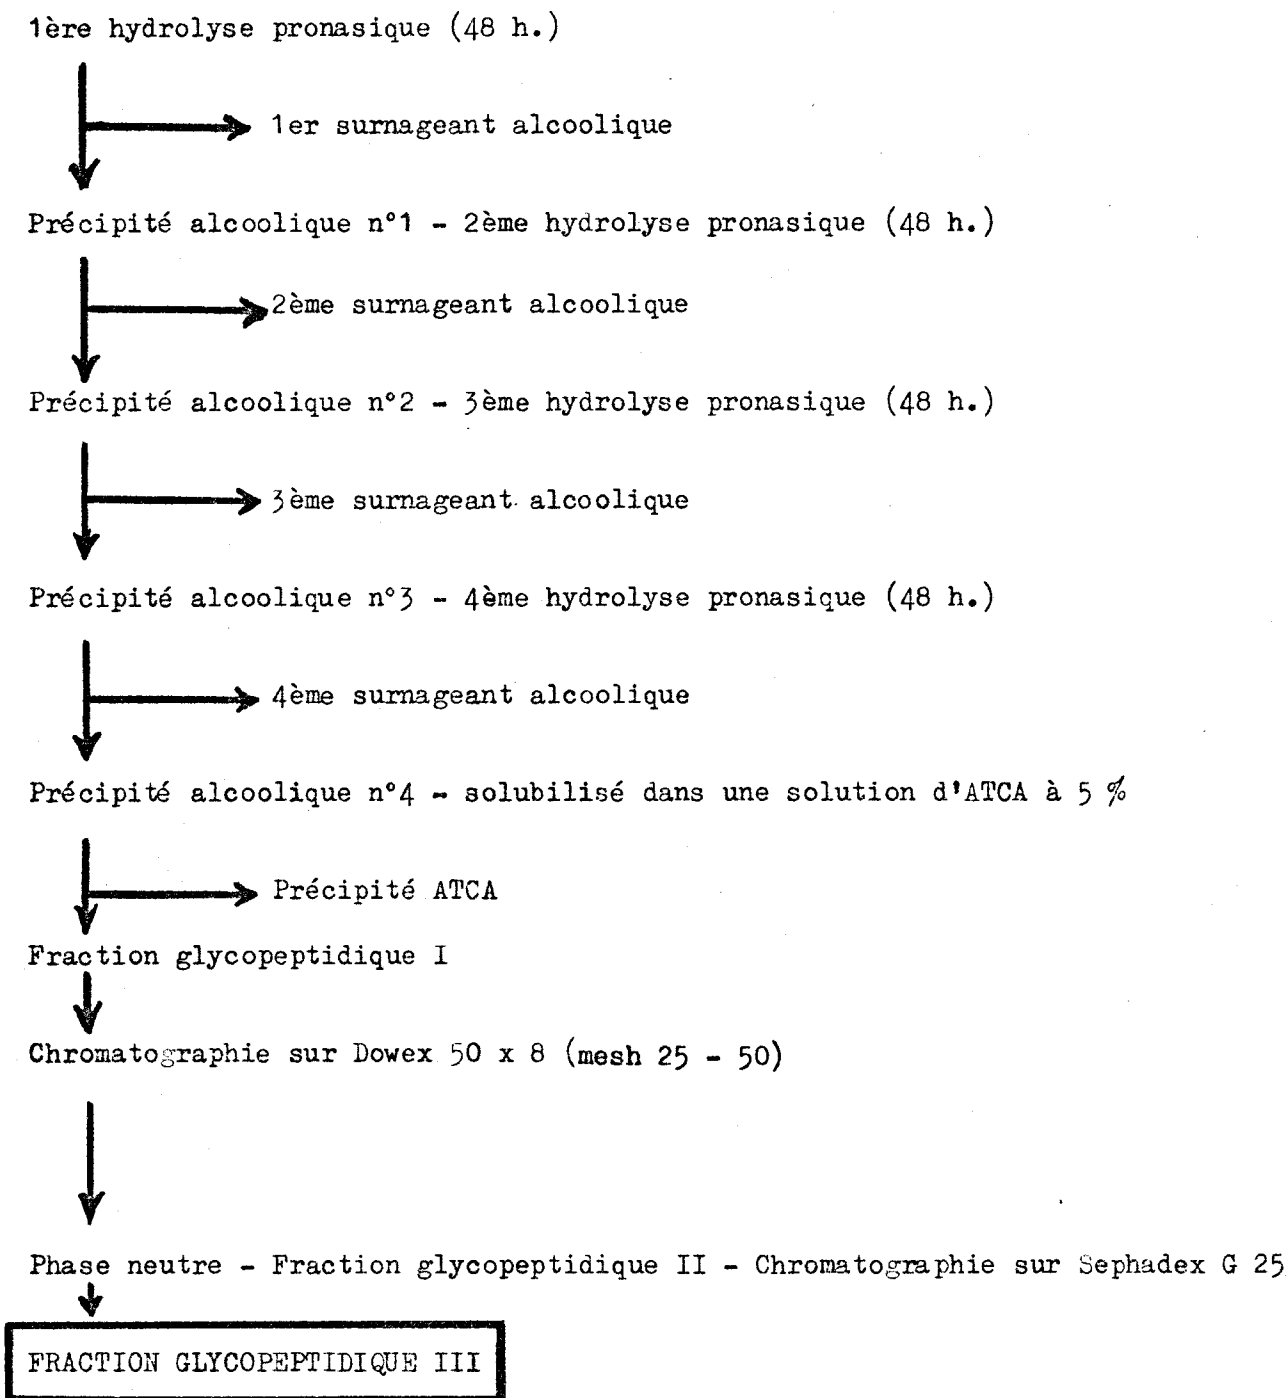 1ère hydrolyse pronasique (48 h.)
1er surnageant alcoolique
Précipité alcoolique n°1 - 2ème hydrolyse pronasique (48 h.)
2ème surnageant alcoolique
Précipité alcoolique n°2 - 3ème hydrolyse pronasique (48 h.)
3ème surnageant alcoolique
Précipité alcoolique n°3 - 4ème hydrolyse pronasique (48 h.)
4ème surnageant alcoolique
Précipité alcoolique n°4 - solubilisé dans une solution d'ATCA à 5 %
Précipité ATCA
Fraction glycopeptidique I
Chromatographie sur Dowex 50 x 8 (mesh 25 - 50)
Phase neutre - Fraction glycopeptidique II - Chromatographie sur Sephadex G 25
FRACTION GLYCOPEPTIDIQUE III